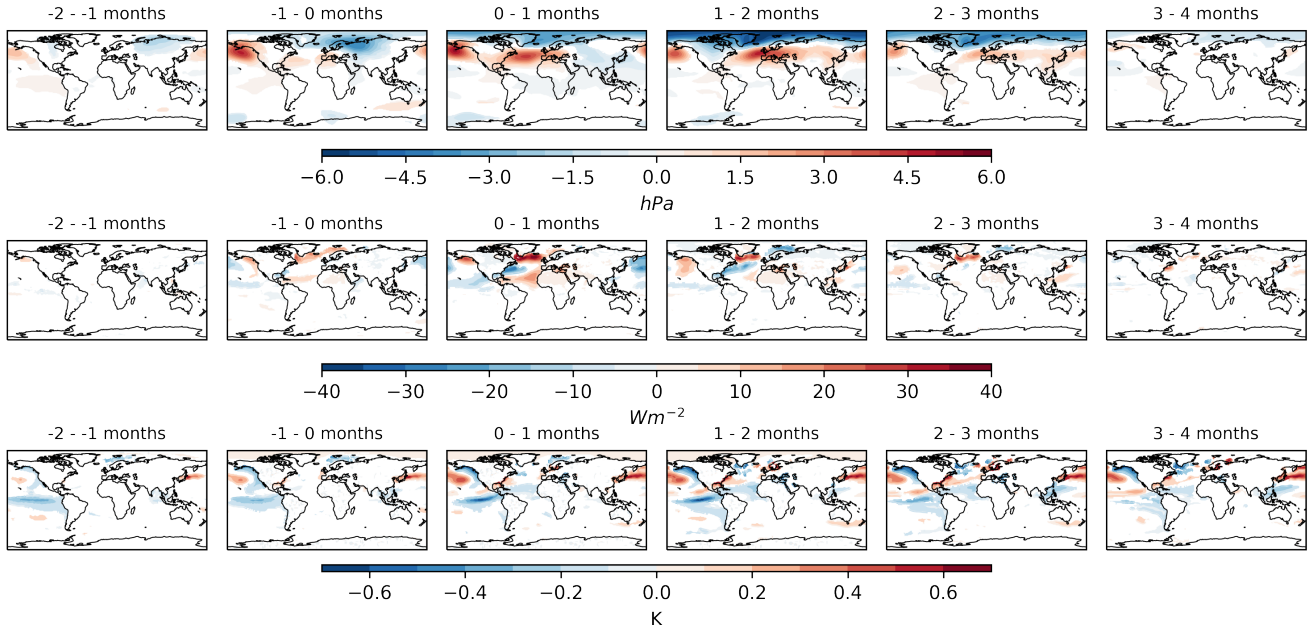 -2 - -1 months -1 - 0 months 0 - 1 months 1 - 2 months 2 - 3 months 3 - 4 months
−6.0 −4.5 −3.0 −1.5 0.0 1.5 3.0 4.5 6.0
hPa
-2 - -1 months -1 - 0 months 0 - 1 months 1 - 2 months 2 - 3 months 3 - 4 months
−40 −30 −20 −10 0 10 20 30 40
Wm⁻²
-2 - -1 months -1 - 0 months 0 - 1 months 1 - 2 months 2 - 3 months 3 - 4 months
−0.6 −0.4 −0.2 0.0 0.2 0.4 0.6
K